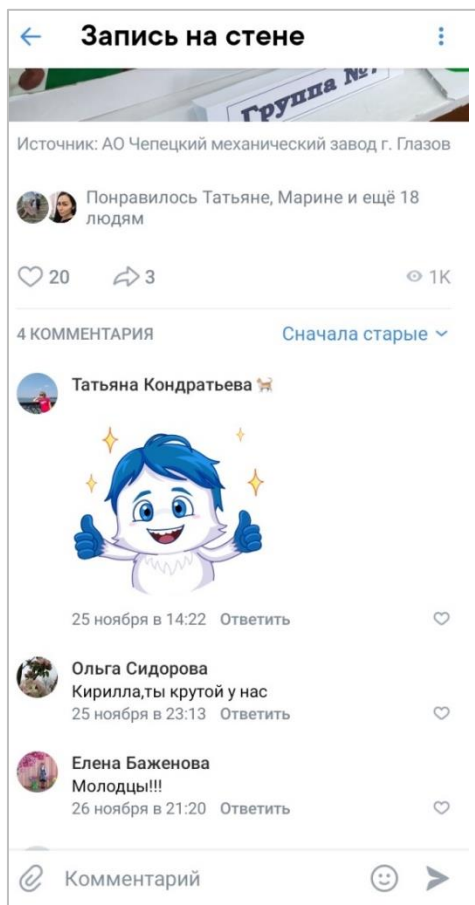 Запись на стене
Группа №
Источник: АО Чепецкий механический завод г. Глазов
Понравилось Татьяне, Марине и ещё 18
людям
20 3 1K
4 КОММЕНТАРИЯ Сначала старые
Татьяна Кондратьева
25 ноября в 14:22 Ответить
Ольга Сидорова
Кирилла,ты крутой у нас
25 ноября в 23:13 Ответить
Елена Баженова
Молодцы!!!
26 ноября в 21:20 Ответить
Комментарий